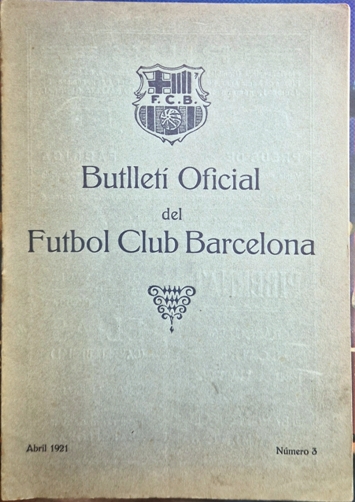 F.C.B.
Butlletí Oficial
del
Futbol Club Barcelona
Abril 1921
Número 3